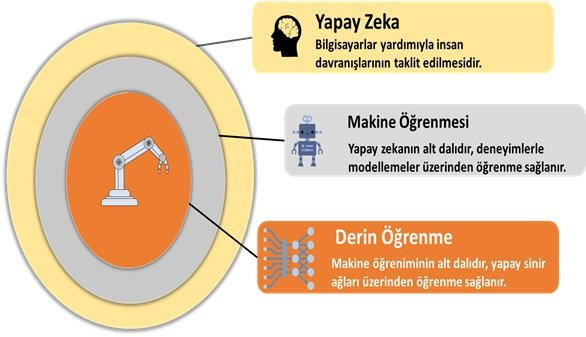 Yapay Zeka
Bilgisayarlar yardımıyla insan
davranışlarının taklit edilmesidir.
Makine Öğrenmesi
Yapay zekanın alt dalıdır, deneyimlerle
modellemeler üzerinden öğrenme sağlanır.
Derin Öğrenme
Makine öğreniminin alt dalıdır, yapay sinir
ağları üzerinden öğrenme sağlanır.